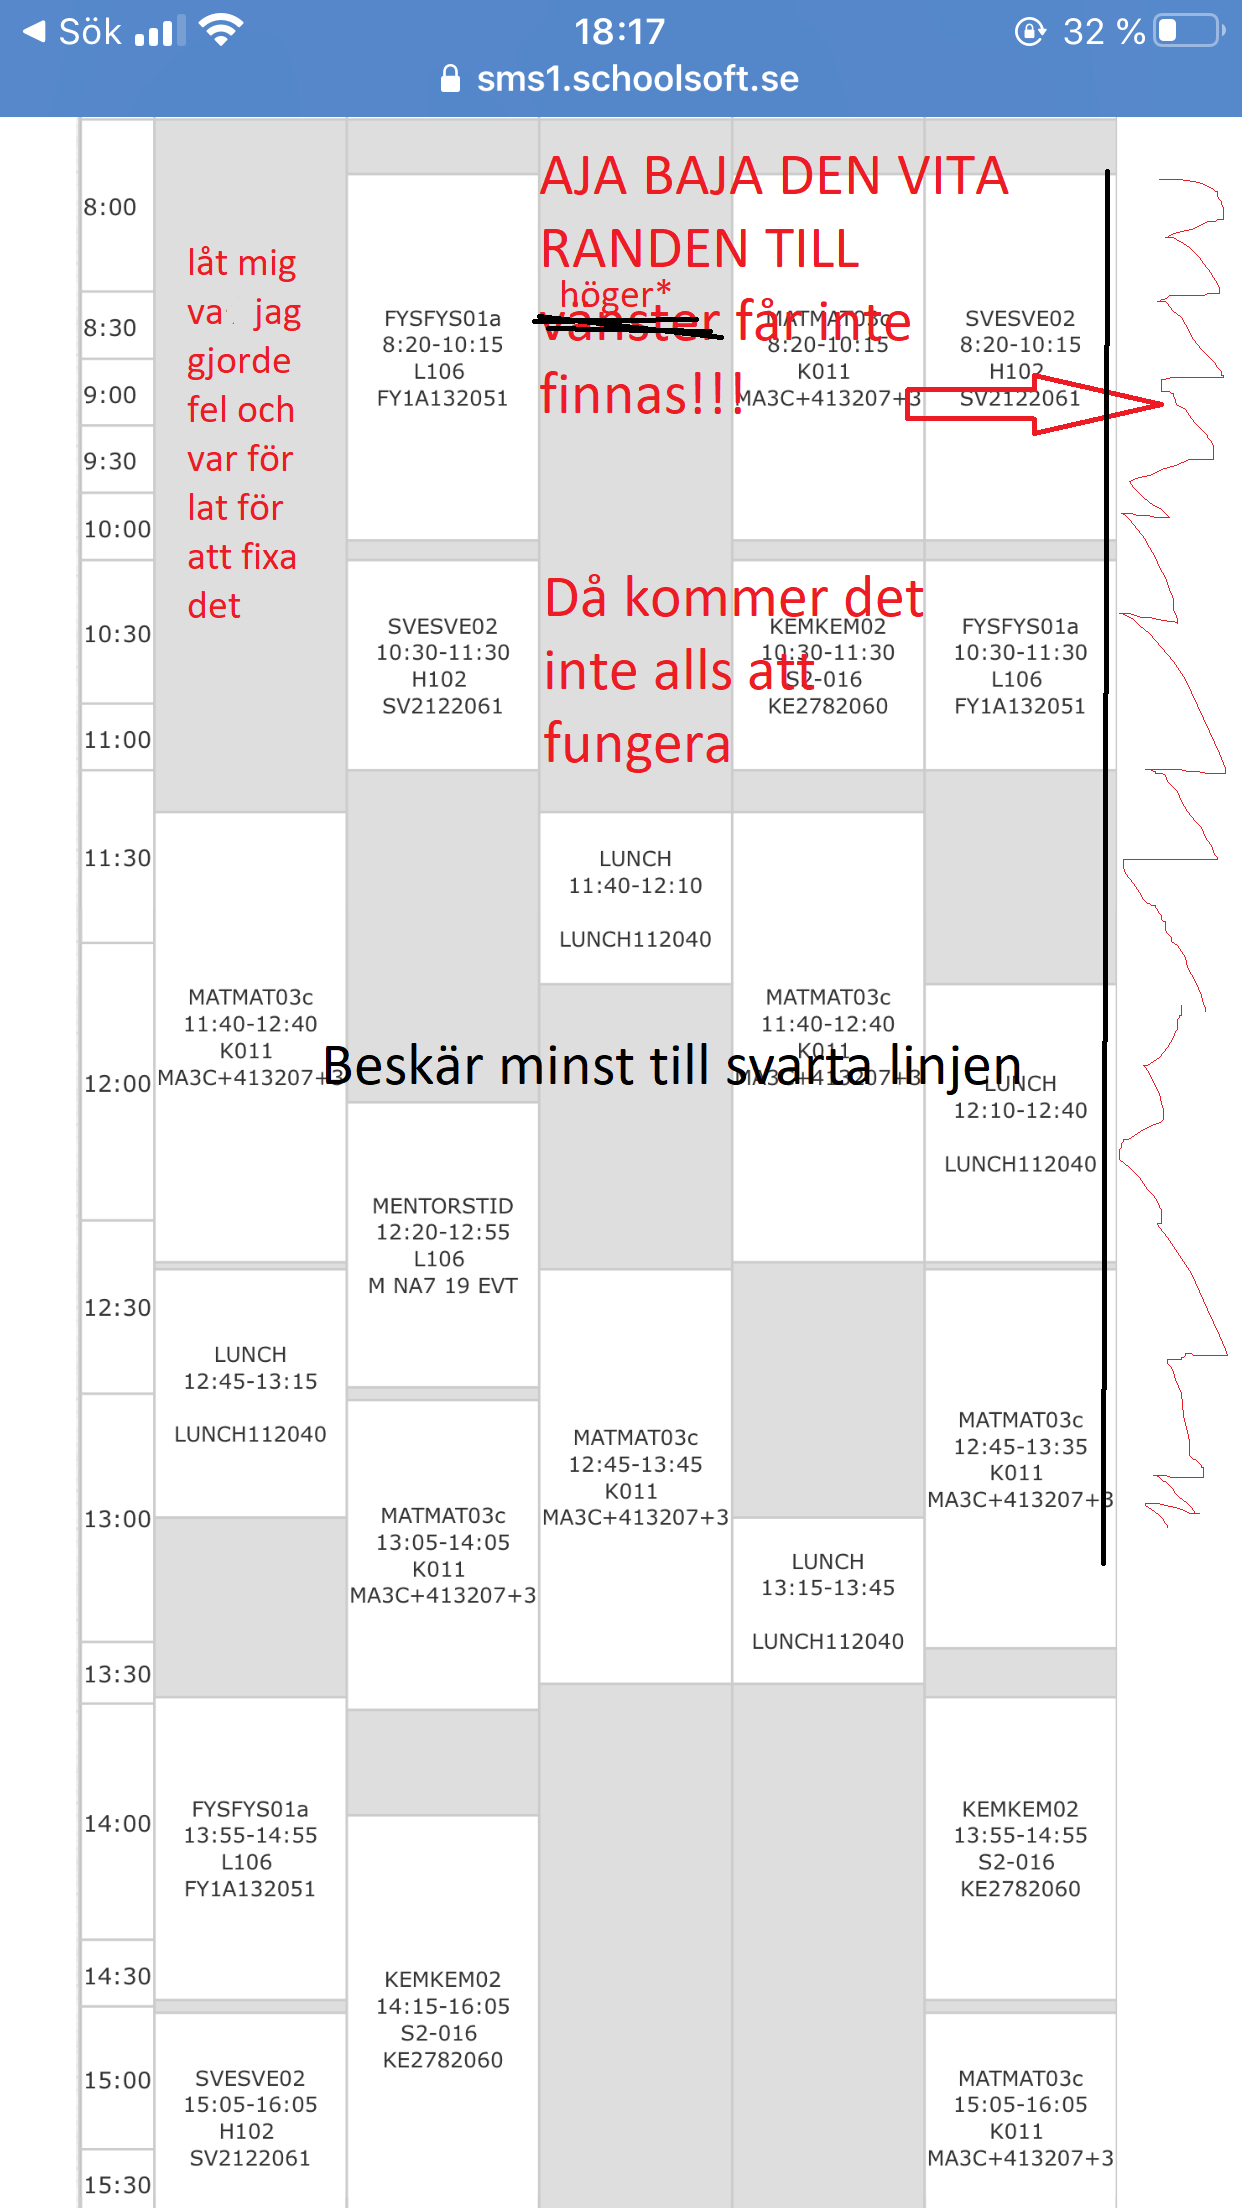 Sök
18:17
32 %
sms1.schoolsoft.se
8:00
8:30
9:00
9:30
10:00
10:30
11:00
11:30
12:00
12:30
13:00
13:30
14:00
14:30
15:00
15:30
låt mig
va jag
gjorde
fel och
var för
lat för
att fixa
det
MATMAT03c
11:40-12:40
K011
MA3C+413207+3
LUNCH
12:45-13:15
LUNCH112040
FYSFYS01a
13:55-14:55
L106
FY1A132051
SVESVE02
15:05-16:05
H102
SV2122061
FYSFYS01a
8:20-10:15
L106
FY1A132051
SVESVE02
10:30-11:30
H102
SV2122061
MENTORSTID
12:20-12:55
L106
M NA7 19 EVT
MATMAT03c
13:05-14:05
K011
MA3C+413207+3
KEMKEM02
14:15-16:05
S2-016
KE2782060
AJA BAJA DEN VITA
RANDEN TILL
höger*
vänster får inte
finnas!!!
Då kommer det
inte alls att
fungera
LUNCH
11:40-12:10
LUNCH112040
Beskär minst till svarta linjen
MATMAT03c
12:45-13:45
K011
MA3C+413207+3
MATMAT03c
8:20-10:15
K011
MA3C+413207+3
KEMKEM02
10:30-11:30
S2-016
KE2782060
MATMAT03c
11:40-12:40
K011
MA3C+413207+3
LUNCH
13:15-13:45
LUNCH112040
SVESVE02
8:20-10:15
H102
SV2122061
FYSFYS01a
10:30-11:30
L106
FY1A132051
LUNCH
12:10-12:40
LUNCH112040
MATMAT03c
12:45-13:35
K011
MA3C+413207+3
KEMKEM02
13:55-14:55
S2-016
KE2782060
MATMAT03c
15:05-16:05
K011
MA3C+413207+3